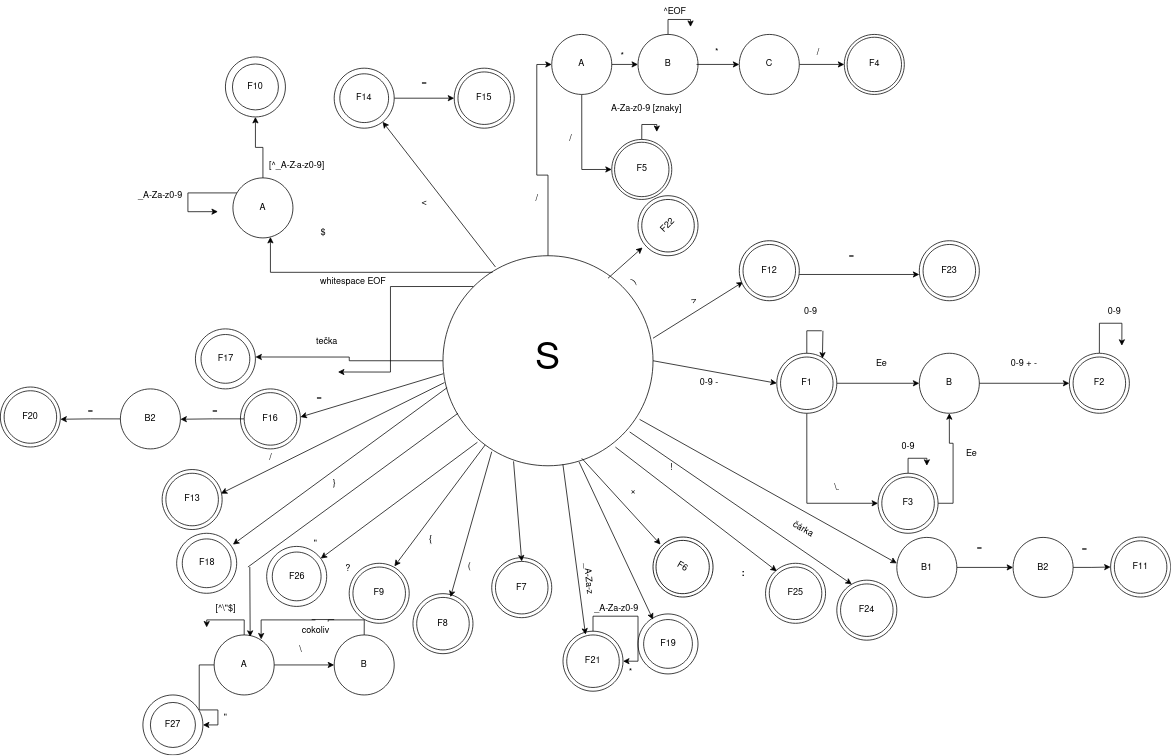 ^EOF
A
*
B
*
C
/
F4
F10
F14
=
F15
A-Za-z0-9 [znaky]
/
F5
[^_A-Z-a-z0-9]
_A-Za-z0-9
A
<
/
F22
$
)
whitespace EOF
>
F12
=
F23
tečka
F17
S
0-9
0-9
0-9 -
F1
Ee
B
0-9 + -
F2
F20
=
B2
=
F16
=
0-9
Ee
/
F13
}
!
\.
F3
×
čárka
F18
"
F26
?
{
(
F9
F8
F7
_A-Za-z
F6
:
F25
F24
B1
=
B2
=
F11
[^\"$]
cokoliv
_A-Za-z0-9
A
\
B
F21
*
F19
F27
"